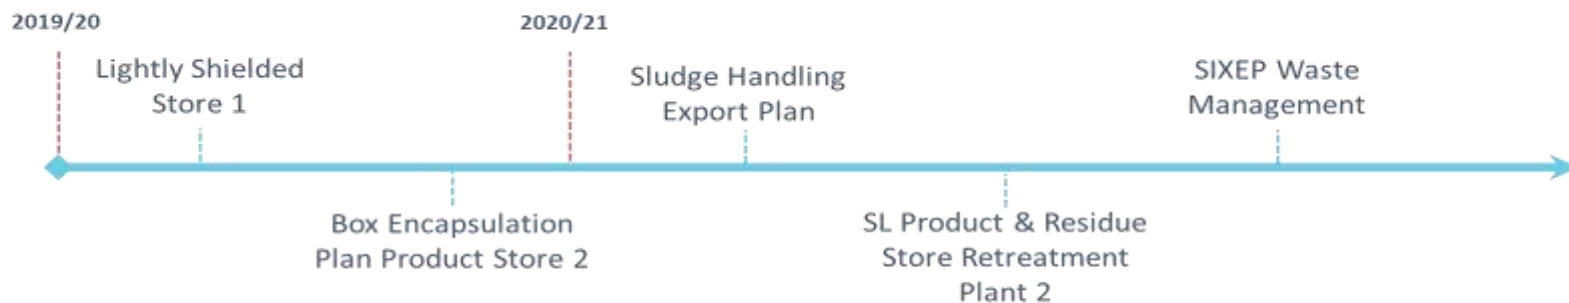 2019/20
2020/21
Lightly Shielded
Store 1
Box Encapsulation
Plan Product Store 2
Sludge Handling
Export Plan
SL Product & Residue
Store Retreatment
Plant 2
SIXEP Waste
Management